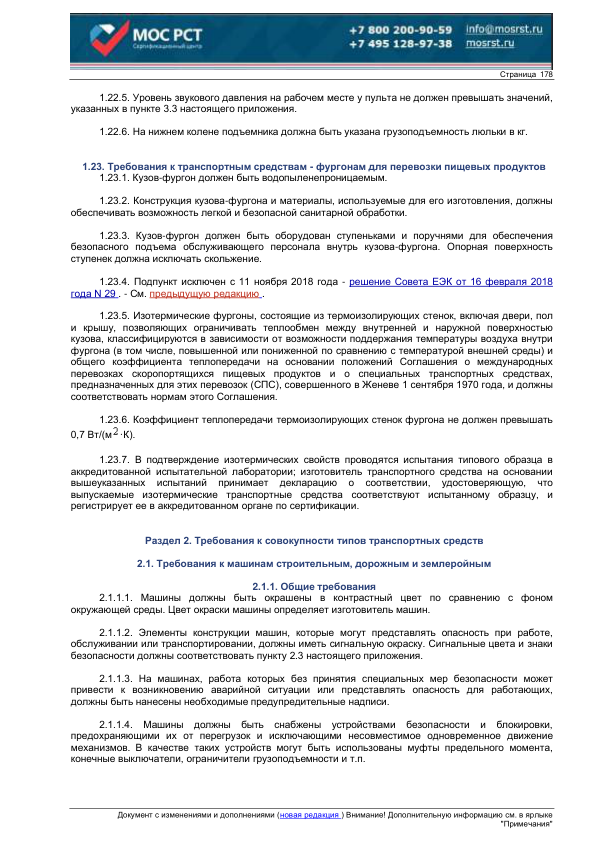 МОС РСТ
Сертификационный центр
+7 800 200-90-59 info@mosrst.ru
+7 495 128-97-38 mosrst.ru
Страница 178
1.22.5. Уровень звукового давления на рабочем месте у пульта не должен превышать значений,
указанных в пункте 3.3 настоящего приложения.
1.22.6. На нижнем колене подъемника должна быть указана грузоподъемность люльки в кг.
1.23. Требования к транспортным средствам - фургонам для перевозки пищевых продуктов
1.23.1. Кузов-фургон должен быть водопыленепроницаемым.
1.23.2. Конструкция кузова-фургона и материалы, используемые для его изготовления, должны
обеспечивать возможность легкой и безопасной санитарной обработки.
1.23.3. Кузов-фургон должен быть оборудован ступеньками и поручнями для обеспечения
безопасного подъема обслуживающего персонала внутрь кузова-фургона. Опорная поверхность
ступенек должна исключать скольжение.
1.23.4. Подпункт исключен с 11 ноября 2018 года - решение Совета ЕЭК от 16 февраля 2018
года N 29 . - См. предыдущую редакцию .
1.23.5. Изотермические фургоны, состоящие из термоизолирующих стенок, включая двери, пол
и крышу, позволяющих ограничивать теплообмен между внутренней и наружной поверхностью
кузова, классифицируются в зависимости от возможности поддержания температуры воздуха внутри
фургона (в том числе, повышенной или пониженной по сравнению с температурой внешней среды) и
общего коэффициента теплопередачи на основании положений Соглашения о международных
перевозках скоропортящихся пищевых продуктов и о специальных транспортных средствах,
предназначенных для этих перевозок (СПС), совершенного в Женеве 1 сентября 1970 года, и должны
соответствовать нормам этого Соглашения.
1.23.6. Коэффициент теплопередачи термоизолирующих стенок фургона не должен превышать
0,7 Вт/(м²·К).
1.23.7. В подтверждение изотермических свойств проводятся испытания типового образца в
аккредитованной испытательной лаборатории; изготовитель транспортного средства на основании
вышеуказанных испытаний принимает декларацию о соответствии, удостоверяющую, что
выпускаемые изотермические транспортные средства соответствуют испытанному образцу, и
регистрирует ее в аккредитованном органе по сертификации.
Раздел 2. Требования к совокупности типов транспортных средств
2.1. Требования к машинам строительным, дорожным и землеройным
2.1.1. Общие требования
2.1.1.1. Машины должны быть окрашены в контрастный цвет по сравнению с фоном
окружающей среды. Цвет окраски машины определяет изготовитель машин.
2.1.1.2. Элементы конструкции машин, которые могут представлять опасность при работе,
обслуживании или транспортировании, должны иметь сигнальную окраску. Сигнальные цвета и знаки
безопасности должны соответствовать пункту 2.3 настоящего приложения.
2.1.1.3. На машинах, работа которых без принятия специальных мер безопасности может
привести к возникновению аварийной ситуации или представлять опасность для работающих,
должны быть нанесены необходимые предупредительные надписи.
2.1.1.4. Машины должны быть снабжены устройствами безопасности и блокировки,
предохраняющими их от перегрузок и исключающими несовместимое одновременное движение
механизмов. В качестве таких устройств могут быть использованы муфты предельного момента,
конечные выключатели, ограничители грузоподъемности и т.п.
Документ с изменениями и дополнениями (новая редакция ) Внимание! Дополнительную информацию см. в ярлыке
"Примечания"